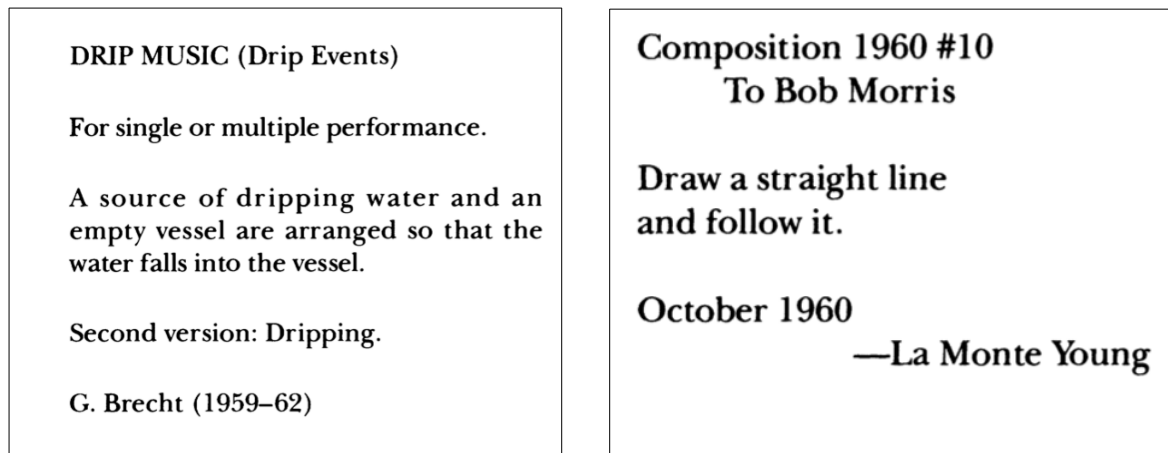 DRIP MUSIC (Drip Events)
For single or multiple performance.
A source of dripping water and an
empty vessel are arranged so that the
water falls into the vessel.
Second version: Dripping.
G. Brecht (1959–62)
Composition 1960 #10
To Bob Morris
Draw a straight line
and follow it.
October 1960
—La Monte Young